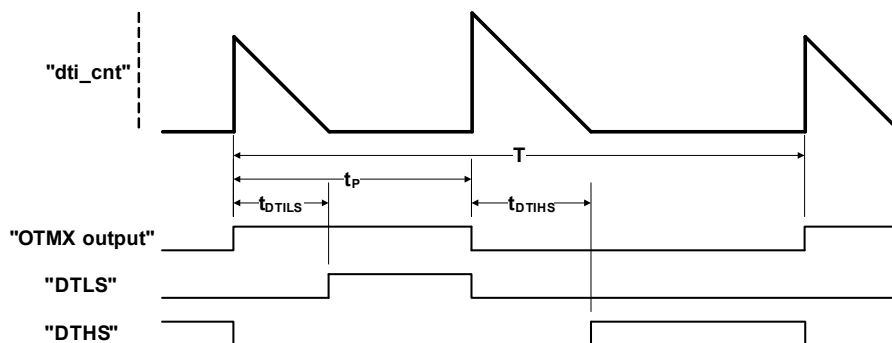 "dti_cnt"
T
tP
tDTILS
tDTIHS
"OTMX output"
"DTLS"
"DTHS"